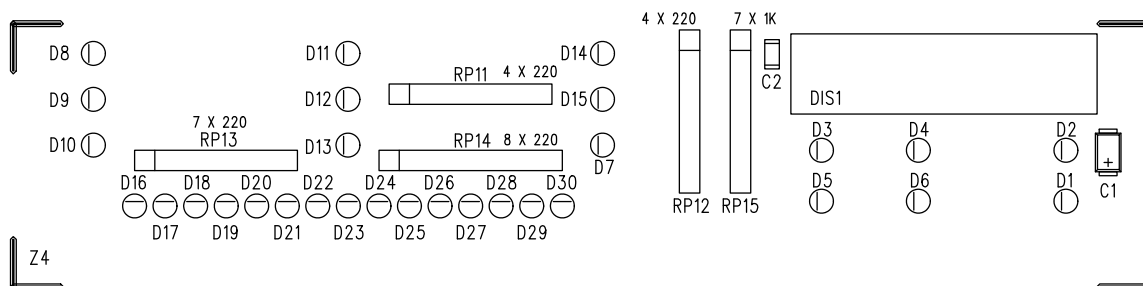 4 X 220 7 X 1K
D8 D11 D14
RP11 4 X 220
C2
D9 D12 D15 DIS1
7 X 220
RP13
D10 D13 RP14 8 X 220 D7
D3 D4 D2
D16 D18 D20 D22 D24 D26 D28 D30
D5 D6 D1 C1
+
RP12 RP15
D17 D19 D21 D23 D25 D27 D29
Z4